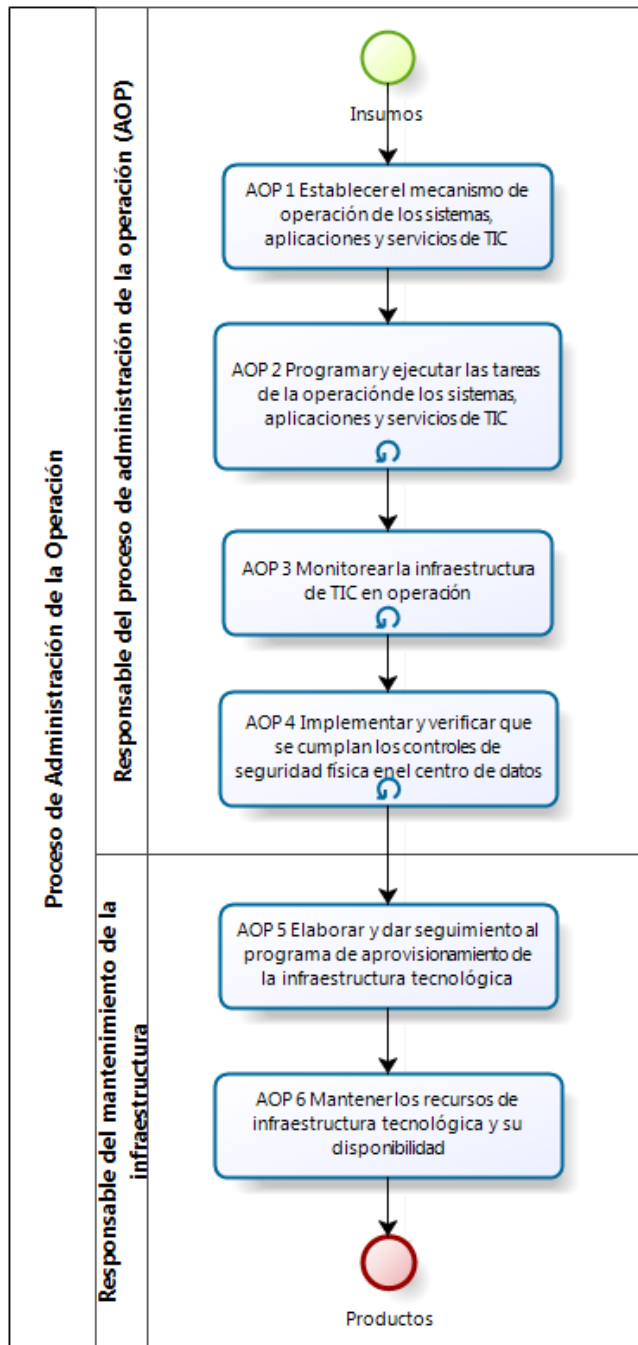 Proceso de Administración de la Operación
Responsable del proceso de administración de la operación (AOP)
Insumos
AOP 1 Establecer el mecanismo de
operación de los sistemas,
aplicaciones y servicios de TIC
AOP 2 Programar y ejecutar las tareas
de la operación de los sistemas,
aplicaciones y servicios de TIC
AOP 3 Monitorear la infraestructura
de TIC en operación
AOP 4 Implementar y verificar que
se cumplan los controles de
seguridad física en el centro de datos
Responsable del mantenimiento de la
infraestructura
AOP 5 Elaborar y dar seguimiento al
programa de aprovisionamiento de
la infraestructura tecnológica
AOP 6 Mantener los recursos de
infraestructura tecnológica y su
disponibilidad
Productos